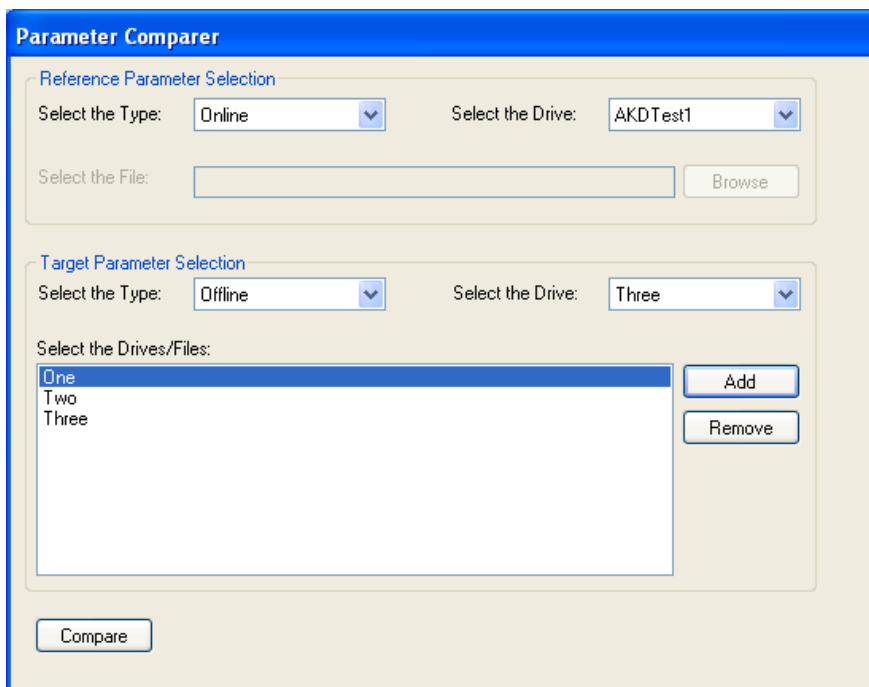 Parameter Comparer
Reference Parameter Selection
Select the Type: Online Select the Drive: AKDTest1
Select the File: Browse
Target Parameter Selection
Select the Type: Offline Select the Drive: Three
Select the Drives/Files:
One
Add
Two
Three
Remove
Compare